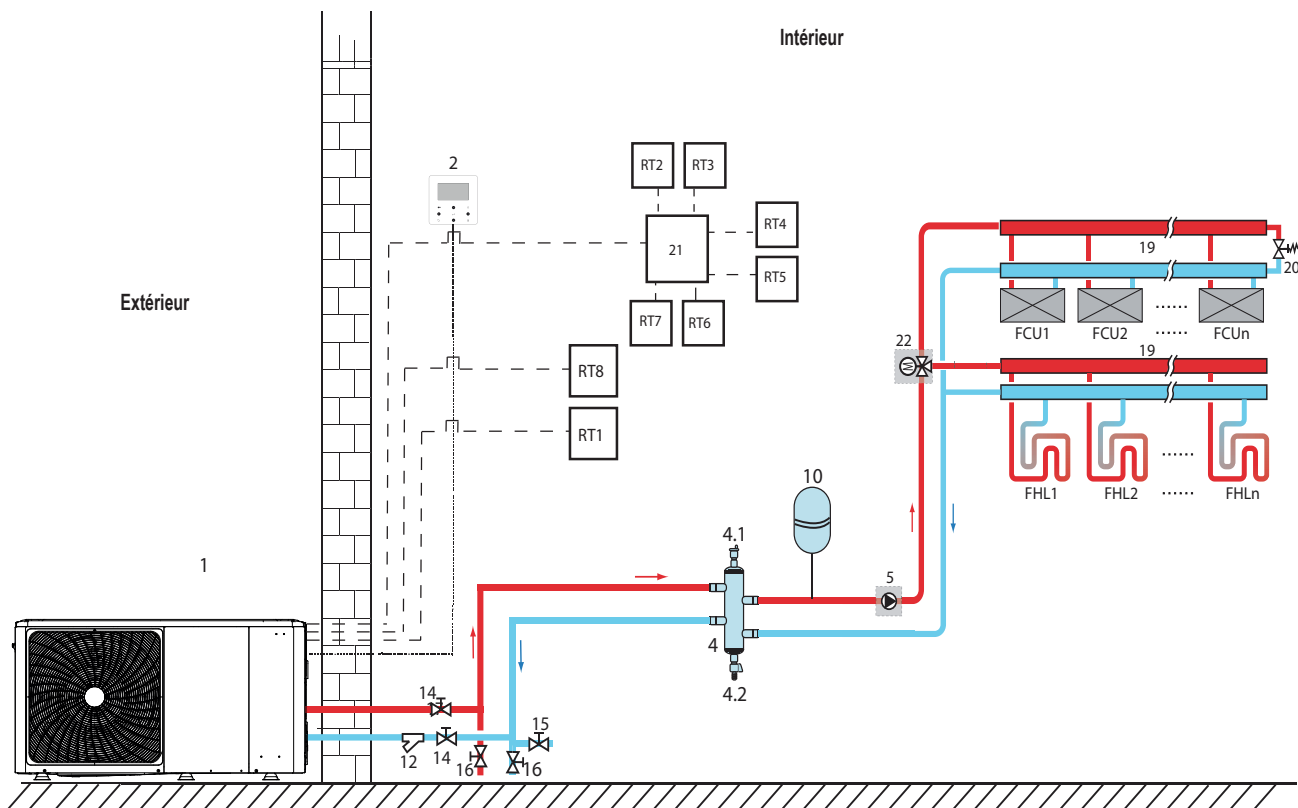 Intérieur
Extérieur
2
RT2
RT3
21
RT4
RT5
RT7
RT6
RT8
RT1
19
20
FCU1
FCU2
......
......
FCUn
22
19
FHL1
FHL2
......
......
FHLn
10
4.1
5
4
4.2
1
14
12
14
15
16
16